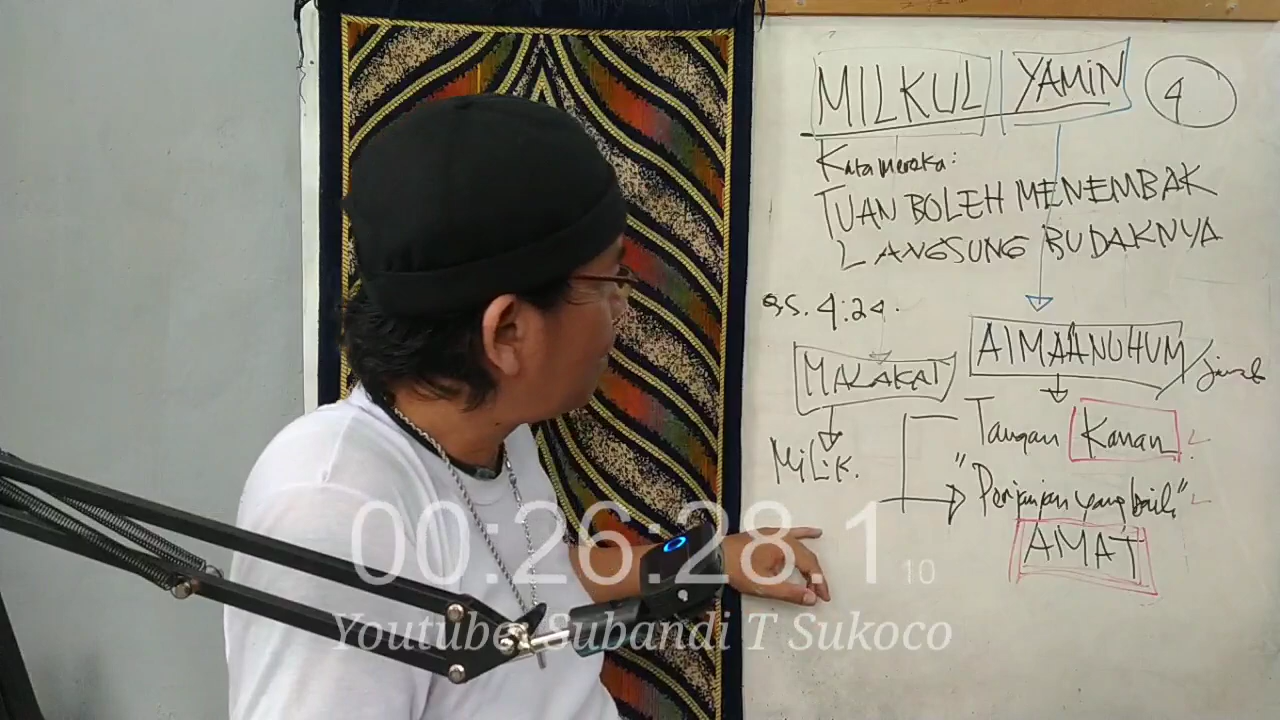 MILKUL YAMIN 4
Kata mereka:
TUAN BOLEH MENEMBAK
LANGSUNG BUDAKNYA
QS. 4:24.
MALAKAT AIMAANUHUM
MILIK. Tangan Kanan
"Perjanjian yang baik"
AMAT
00:26:28.1 10
Youtube: Subandi T Sukoco